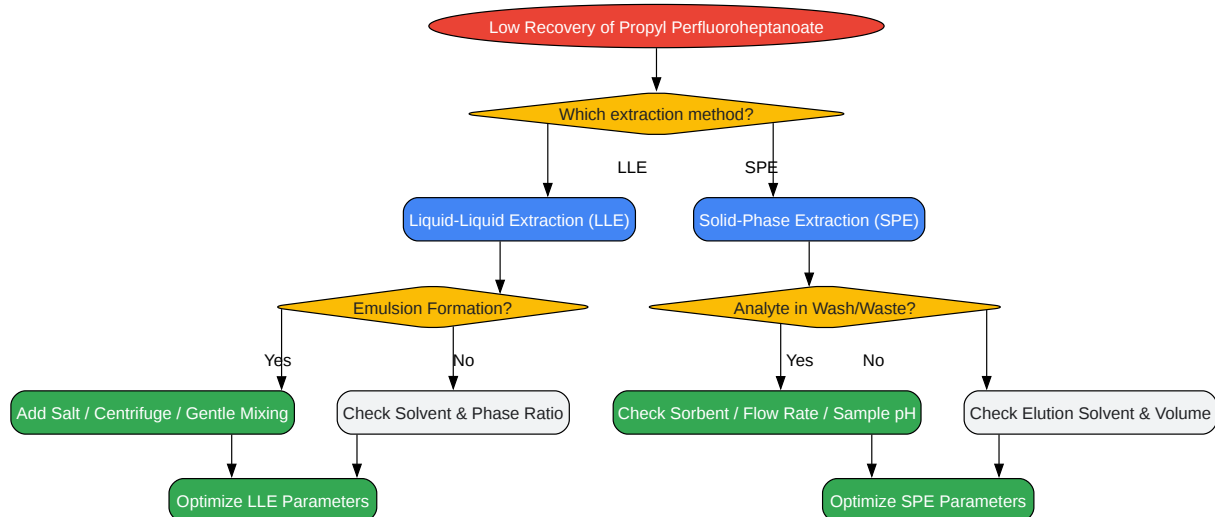 Low Recovery of Propyl Perfluoroheptanoate
Which extraction method?
LLE
SPE
Liquid-Liquid Extraction (LLE)
Solid-Phase Extraction (SPE)
Emulsion Formation?
Analyte in Wash/Waste?
Yes
No
Yes
No
Add Salt / Centrifuge / Gentle Mixing
Check Solvent & Phase Ratio
Check Sorbent / Flow Rate / Sample pH
Check Elution Solvent & Volume
Optimize LLE Parameters
Optimize SPE Parameters